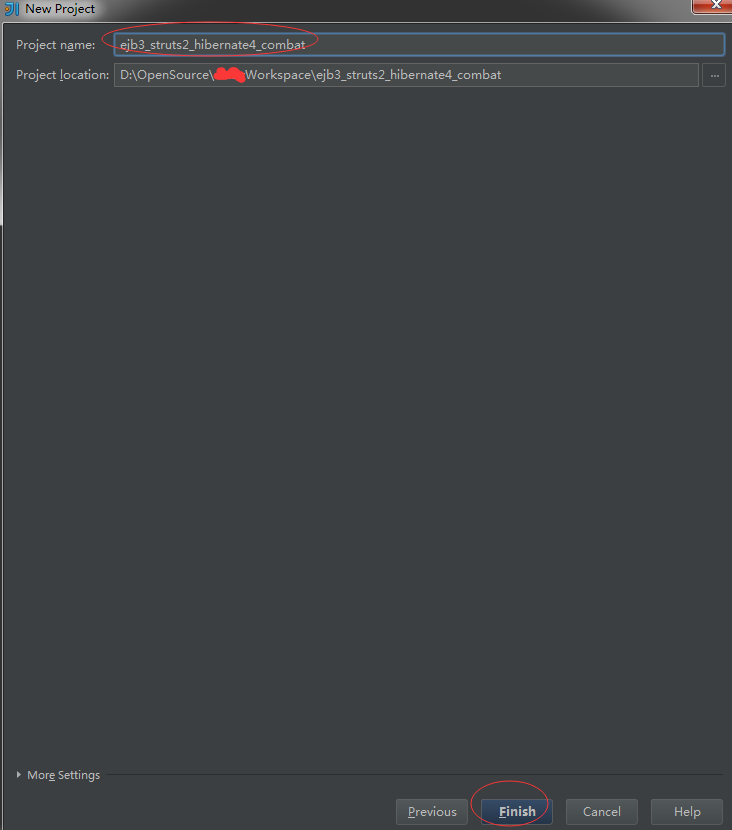 New Project
Project name: ejb3_struts2_hibernate4_combat
Project location: D:\OpenSource\ Workspace\ejb3_struts2_hibernate4_combat ...
More Settings
Previous Finish Cancel Help